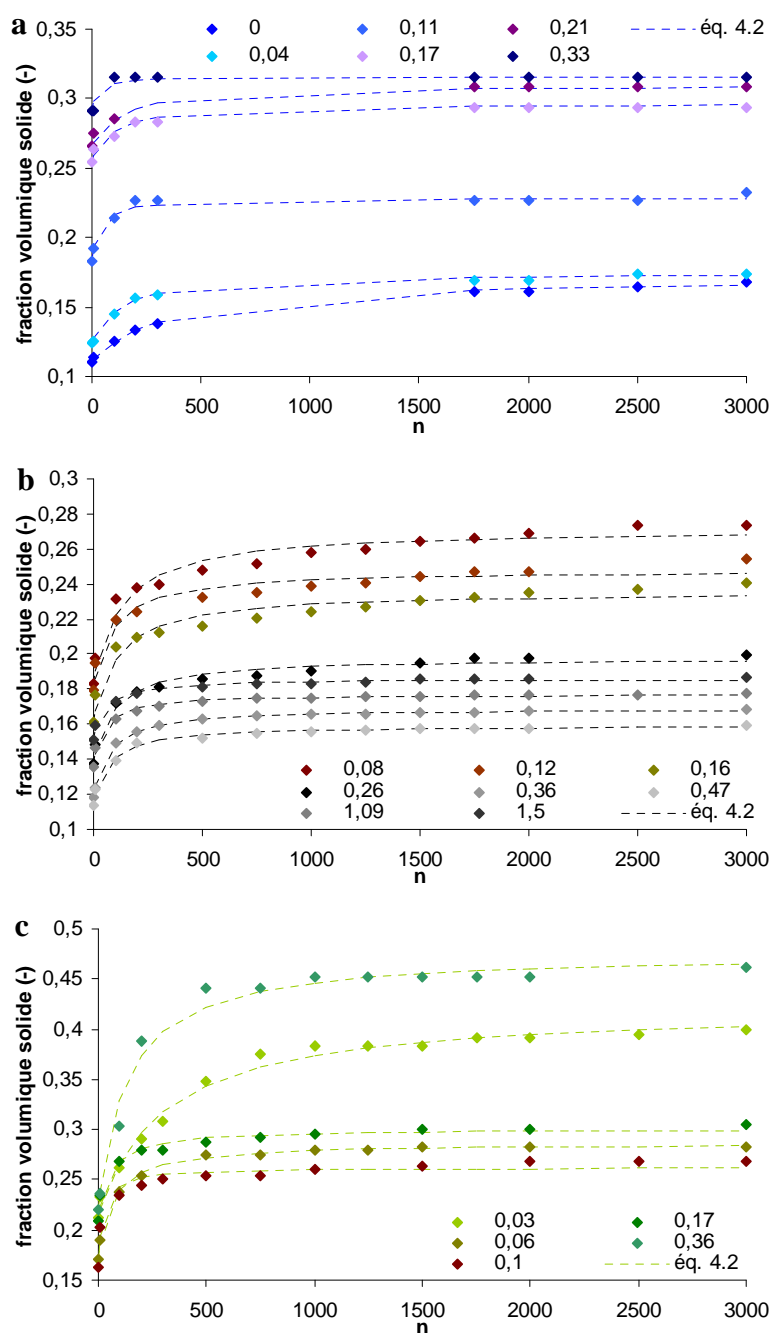 a
0,35
0,3
0,25
0,2
0,15
0,1
fraction volumique solide (-)
0 0,11 0,21 éq. 4.2
0,04 0,17 0,33
0 500 1000 1500 2000 2500 3000
n
b
0,3
0,28
0,26
0,24
0,22
0,2
0,18
0,16
0,14
0,12
0,1
fraction volumique solide (-)
0,08 0,12 0,16
0,26 0,36 0,47
1,09 1,5 éq. 4.2
0 500 1000 1500 2000 2500 3000
n
c
0,5
0,45
0,4
0,35
0,3
0,25
0,2
0,15
fraction volumique solide (-)
0,03 0,17
0,06 0,36
0,1 éq. 4.2
0 500 1000 1500 2000 2500 3000
n